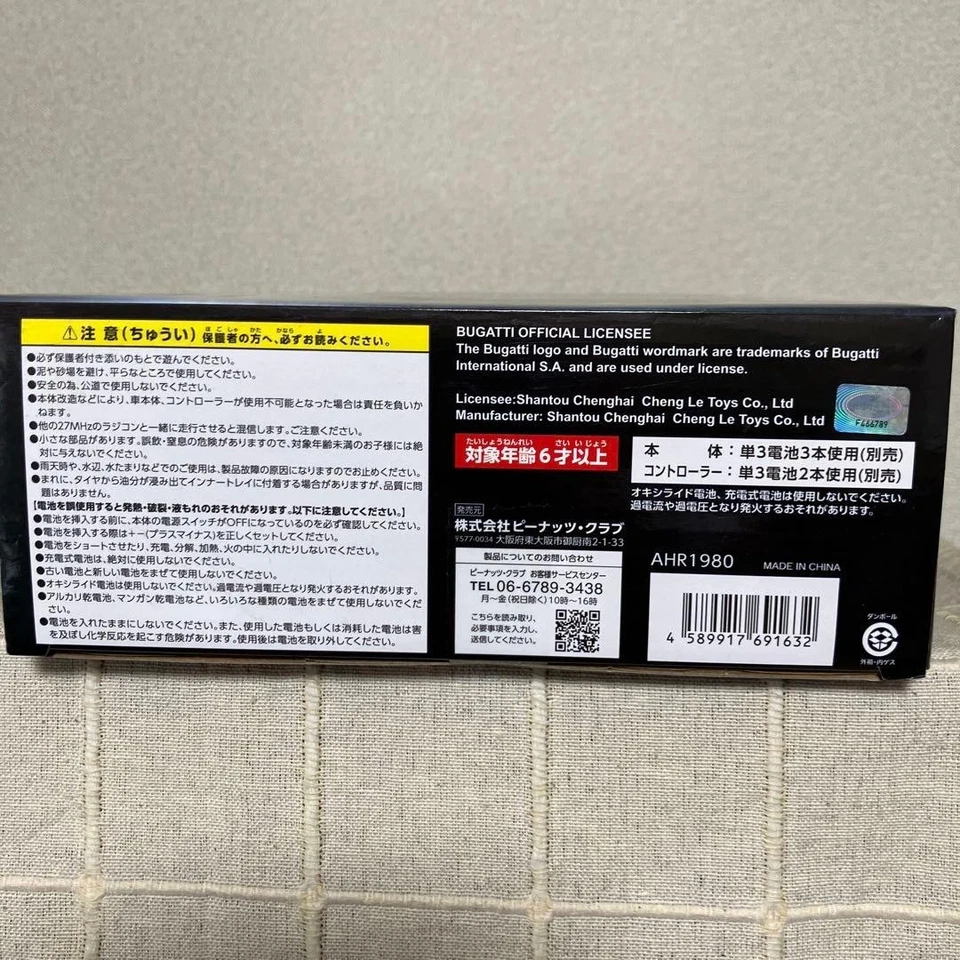 ⚠注 意(ちゅうい) 保護者の方へ、必ずお読みください。
ほごしゃ かた かなら よ
●必ず保護者付き添いのもとで遊んでください。
●泥や砂場を避け、平らなところで使用してください。
●安全の為、公道で使用しないでください。
●本体改造などにより、車本体、コントローラーが使用不可能となった場合は責任を負いか
ねます。
●他の27MHzのラジコンと一緒に走行させると混信します。ご注意ください。
●小さな部品があります。誤飲・窒息の危険がありますので、対象年齢未満のお子様には絶
対に与えないでください。
●雨天時や、水辺、水たまりなどでのご使用は、製品故障の原因になりますのでお止めください。
●まれに、タイヤから油分が浸み出てインナートレイに付着する場合がありますが、品質に問
題はありません。
【電池を誤使用すると発熱・破裂・液もれのおそれがあります。以下に注意してください。】
●電池を挿入する前に、本体の電源スイッチがOFFになっているのを必ず確認してください。
●電池を挿入する際は+ー(プラスマイナス)を正しくセットしてください。
●電池をショートさせたり、充電、分解、加熱、火の中に入れたりしないでください。
●充電式電池は、絶対に使用しないでください。
●古い電池と新しい電池をまぜて使用しないでください。
●オキシライド電池は使用しないでください。過電流や過電圧となり発火するおそれがあります。
●アルカリ乾電池、マンガン乾電池など、いろいろな種類の電池をまぜて使用しないでくだ
さい。
●電池を入れたままにしないでください。また、使用した電池もしくは消耗した電池は害
を及ぼし化学反応を起こす危険があります。使用後は電池を取り外してください。
BUGATTI OFFICIAL LICENSEE
The Bugatti logo and Bugatti wordmark are trademarks of Bugatti
International S.A. and are used under license.
Licensee:Shantou Chenghai Cheng Le Toys Co., Ltd
Manufacturer: Shantou Chenghai Cheng Le Toys Co., Ltd
F466789
たいしょうねんれい さい いじょう
対象年齢6才以上
本 体：単3電池3本使用(別売)
コントローラー：単3電池2本使用(別売)
オキシライド電池、充電式電池は使用しないでください。
過電流や過電圧となり発火するおそれがあります。
発売元
株式会社ピーナッツ・クラブ
〒577-0034 大阪府東大阪市御厨南2-1-33
製品についてのお問い合わせ
ピーナッツ・クラブ お客様サービスセンター
TEL 06-6789-3438
月〜金(祝日除く)10時〜16時
こちらを読み取り、
必要事項を入力し、
送信してください。
AHR1980 MADE IN CHINA
4 589917 691632
ダンボール
外箱・内ゲス